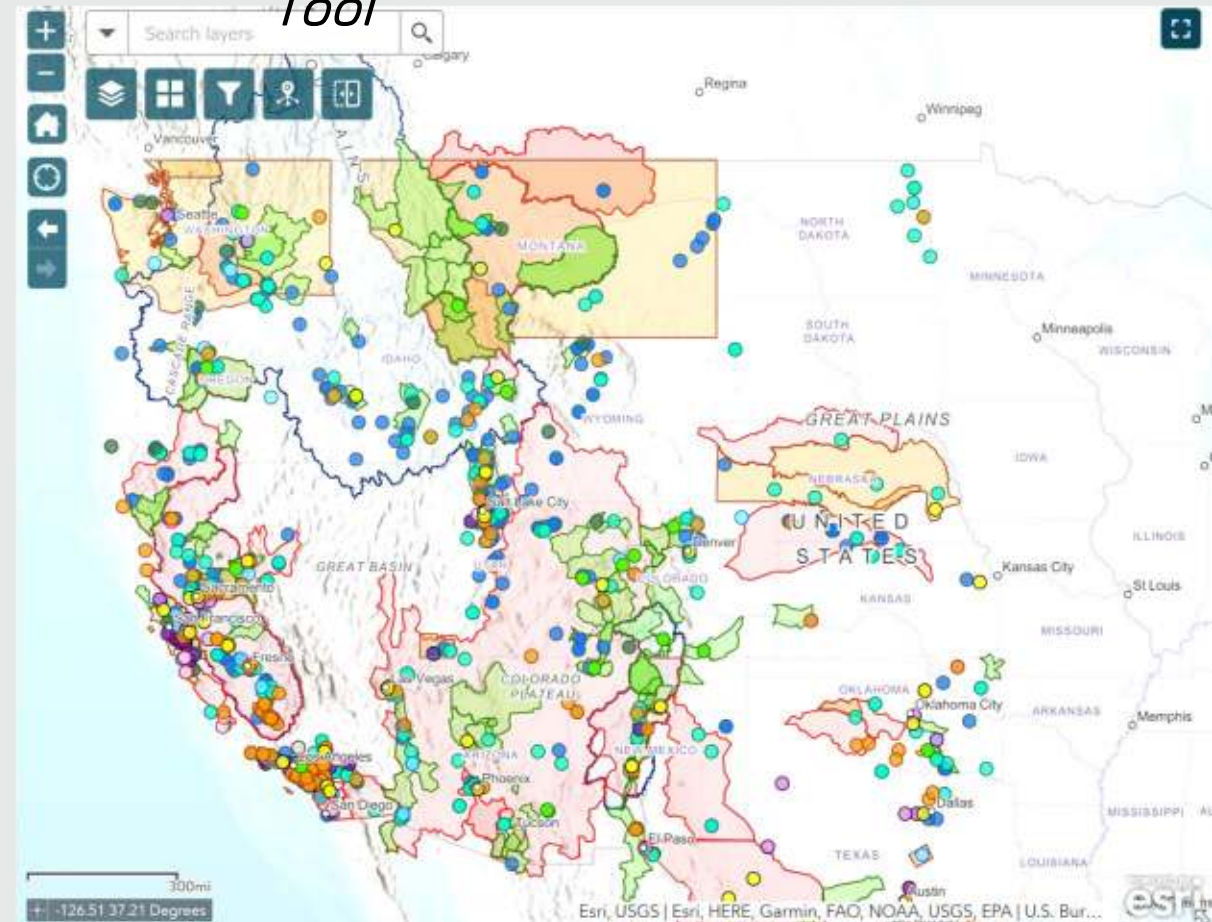 Tool
Search layers
Calgary
Regina
Winnipeg
Vancouver
AINS
Seattle
WASHINGTON
MONTANA
NORTH
DAKOTA
MINNESOTA
CASCADE RANGE
SOUTH
DAKOTA
Minneapolis
WISCONSIN
IDAHO
OREGON
WYOMING
GREAT PLAINS
IOWA
NEBRASKA
Salt Lake City
UNITED
STATES
ILLINOIS
Denver
GREAT BASIN
UTAH
COLORADO
Kansas City
St Louis
Sacramento
KANSAS
San Francisco
MISSOURI
Fresno
Las Vegas
COLORADO
PLATEAU
OKLAHOMA
Oklahoma City
ARKANSAS
Memphis
Los Angeles
ARIZONA
NEW MEXICO
Phoenix
San Diego
Dallas
MISSISSIPPI
Tucson
El Paso
TEXAS
LOUISIANA
300mi
Austin
-126.51 37.21 Degrees
Esri, USGS | Esri, HERE, Garmin, FAO, NOAA, USGS, EPA | U.S. Bur...
esri